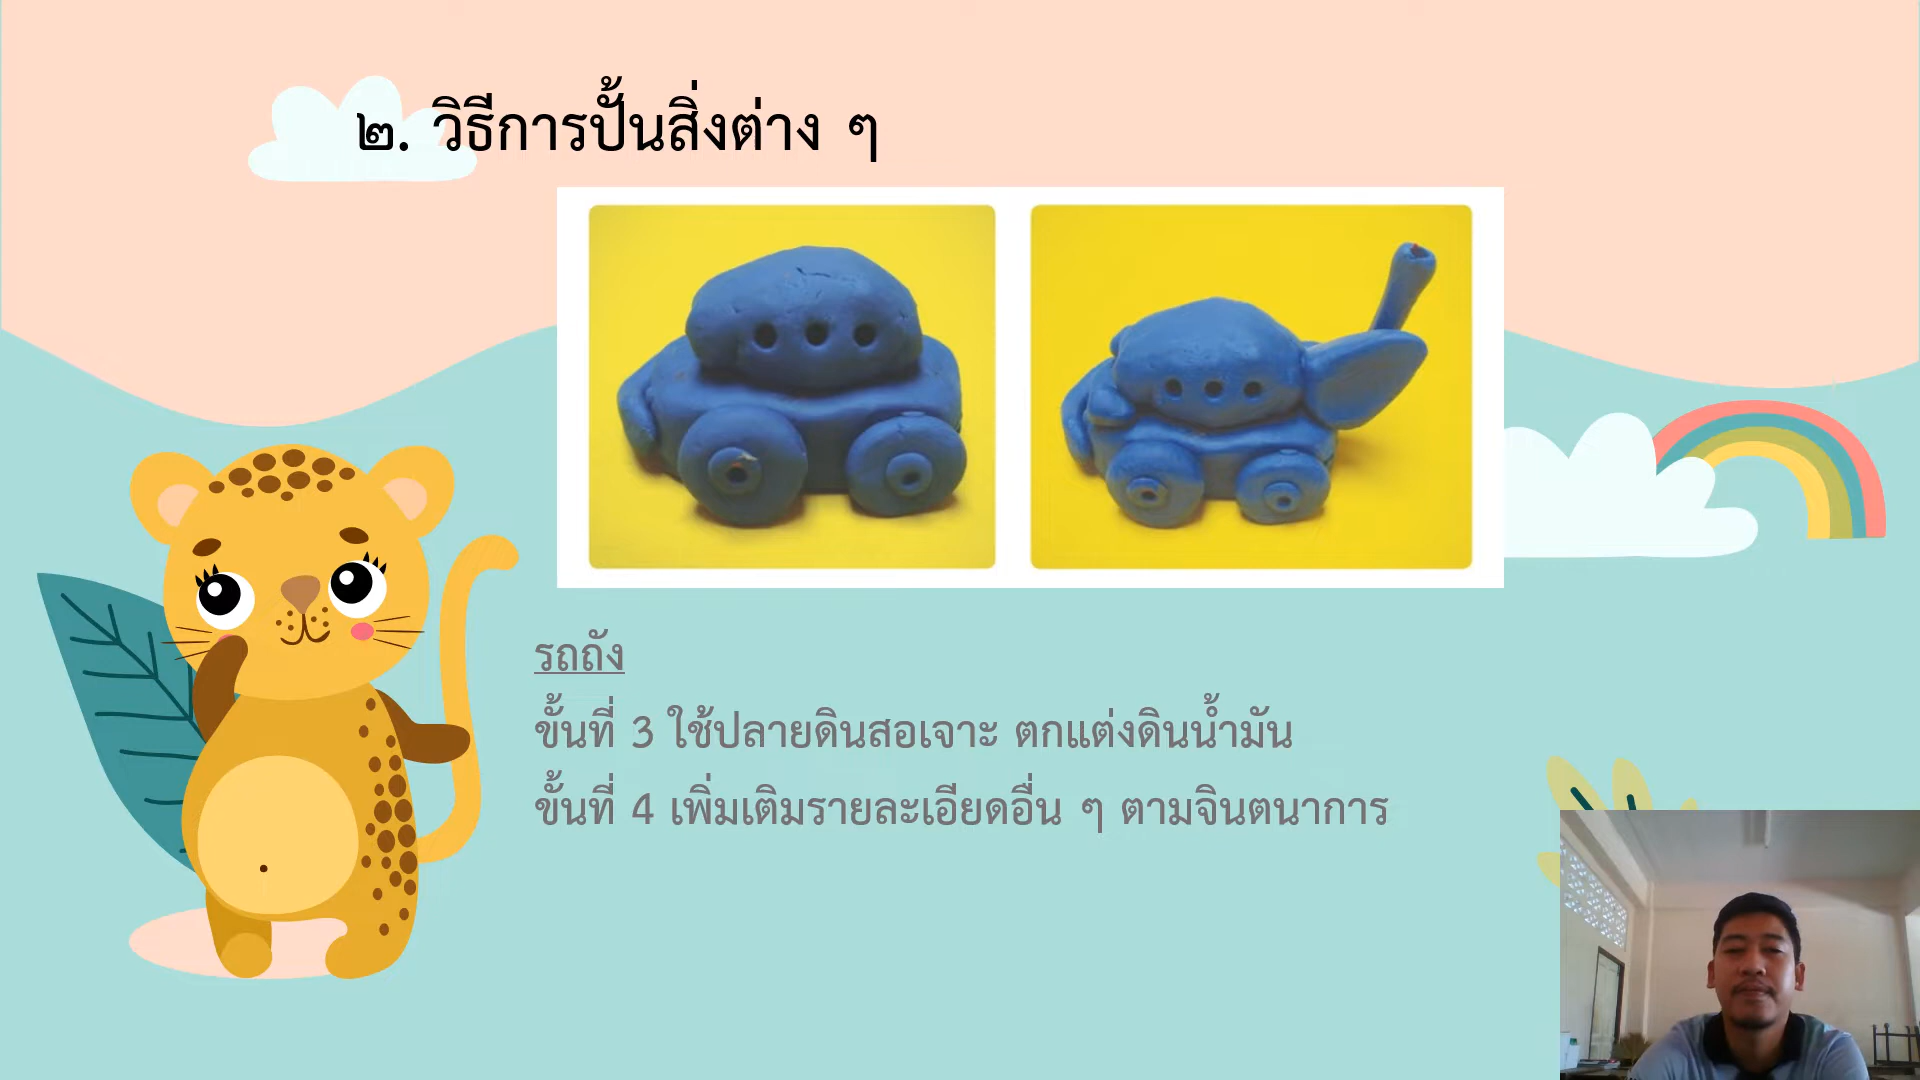 ๒. วิธีการปั้นสิ่งต่าง ๆ
รถถัง
ขั้นที่ 3 ใช้ปลายดินสอเจาะ ตกแต่งดินน้ำมัน
ขั้นที่ 4 เพิ่มเติมรายละเอียดอื่น ๆ ตามจินตนาการ